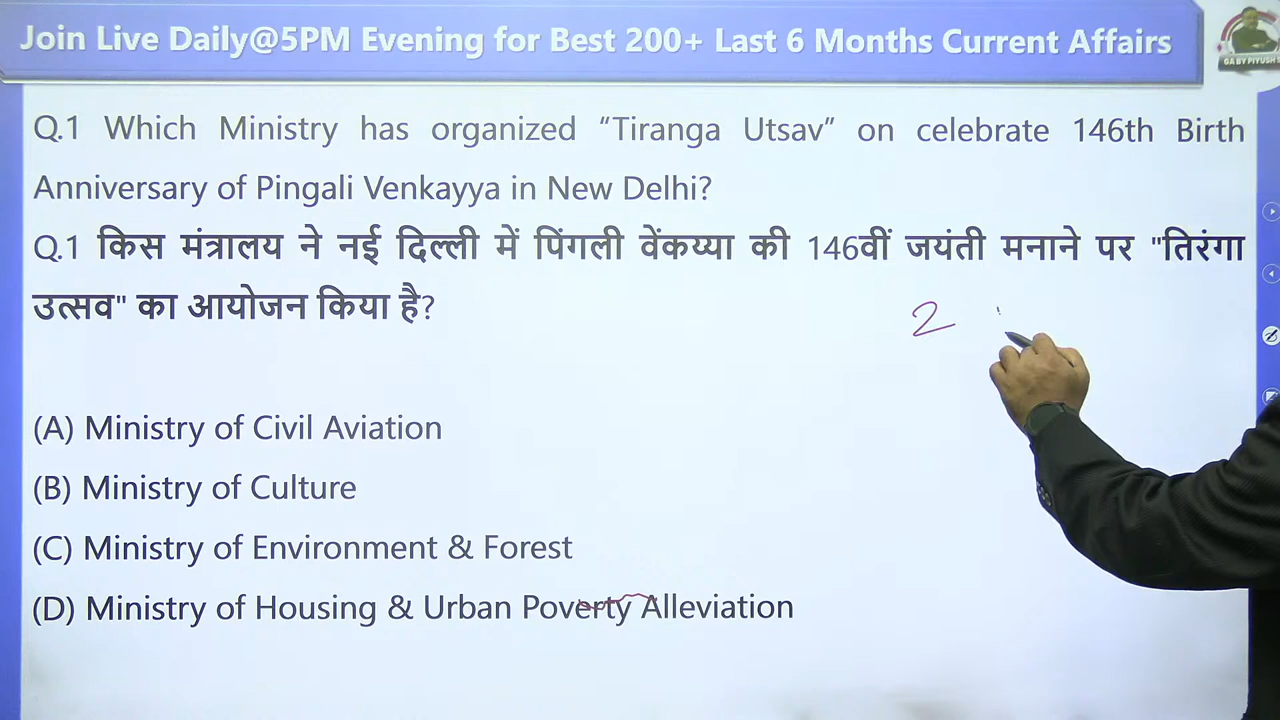 Join Live Daily@5PM Evening for Best 200+ Last 6 Months Current Affairs
GA BY PIYUSH
Q.1 Which Ministry has organized “Tiranga Utsav” on celebrate 146th Birth
Anniversary of Pingali Venkayya in New Delhi?
Q.1 किस मंत्रालय ने नई दिल्ली में पिंगली वेंकय्या की 146वीं जयंती मनाने पर "तिरंगा
उत्सव" का आयोजन किया है?
2
(A) Ministry of Civil Aviation
(B) Ministry of Culture
(C) Ministry of Environment & Forest
(D) Ministry of Housing & Urban Poverty Alleviation